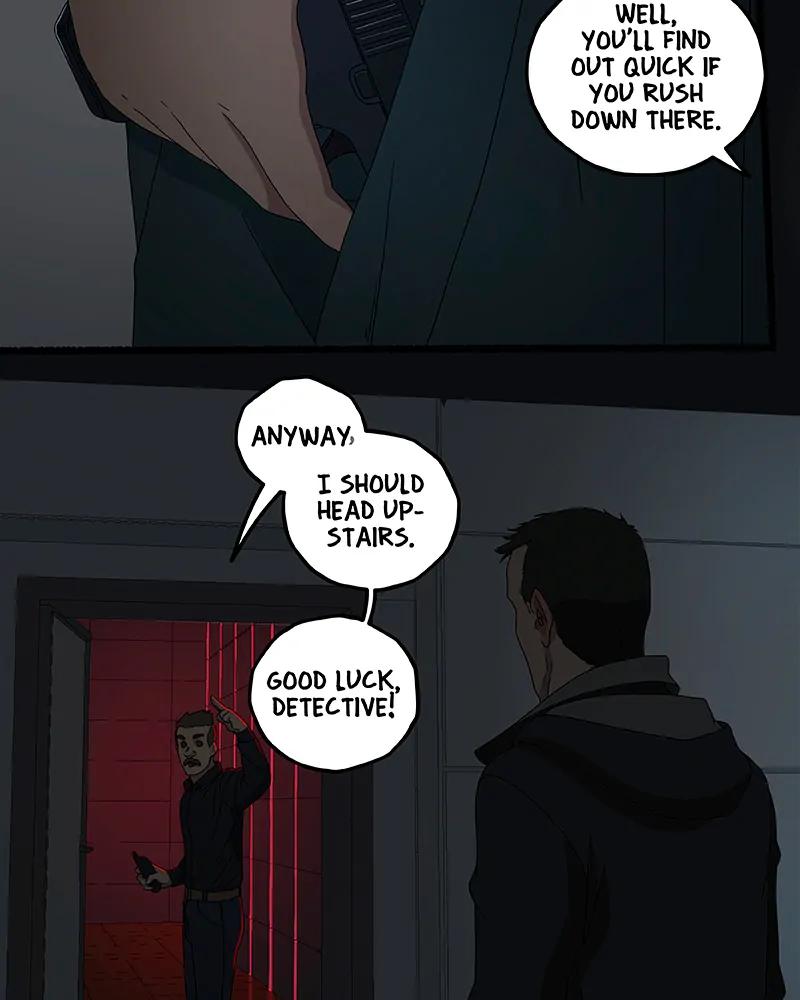 WELL,
YOU'LL FIND
OUT QUICK IF
YOU RUSH
DOWN THERE.
ANYWAY,
I SHOULD
HEAD UP-
STAIRS.
GOOD LUCK,
DETECTIVE!